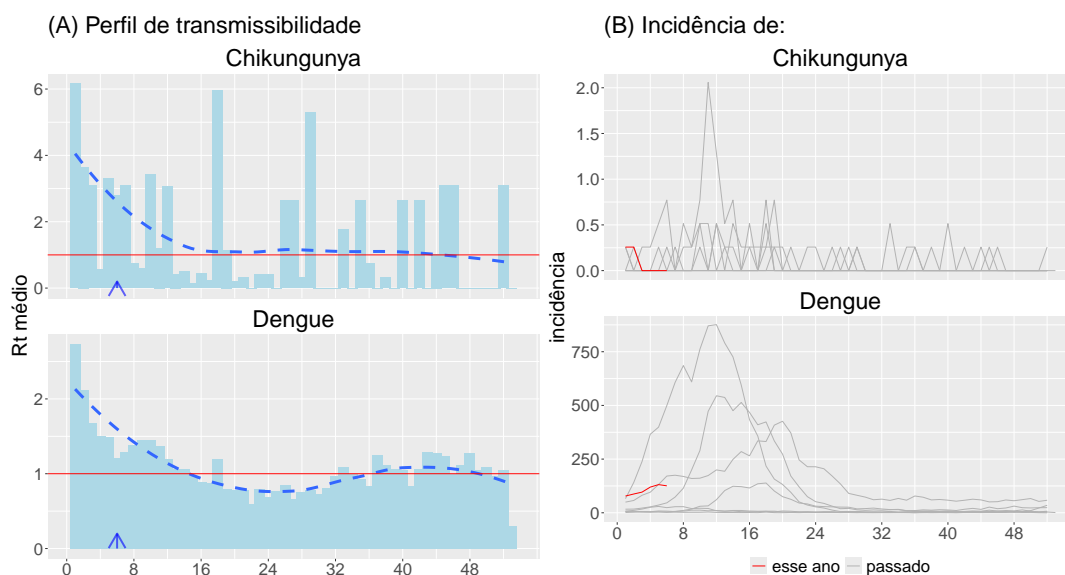 (A) Perfil de transmissibilidade
Chikungunya
6
4
2
0
Dengue
2
1
0
0 8 16 24 32 40 48
Rt médio
(B) Incidência de:
Chikungunya
2.0
1.5
1.0
0.5
0.0
Dengue
750
500
250
0
0 8 16 24 32 40 48
incidência
esse ano passado